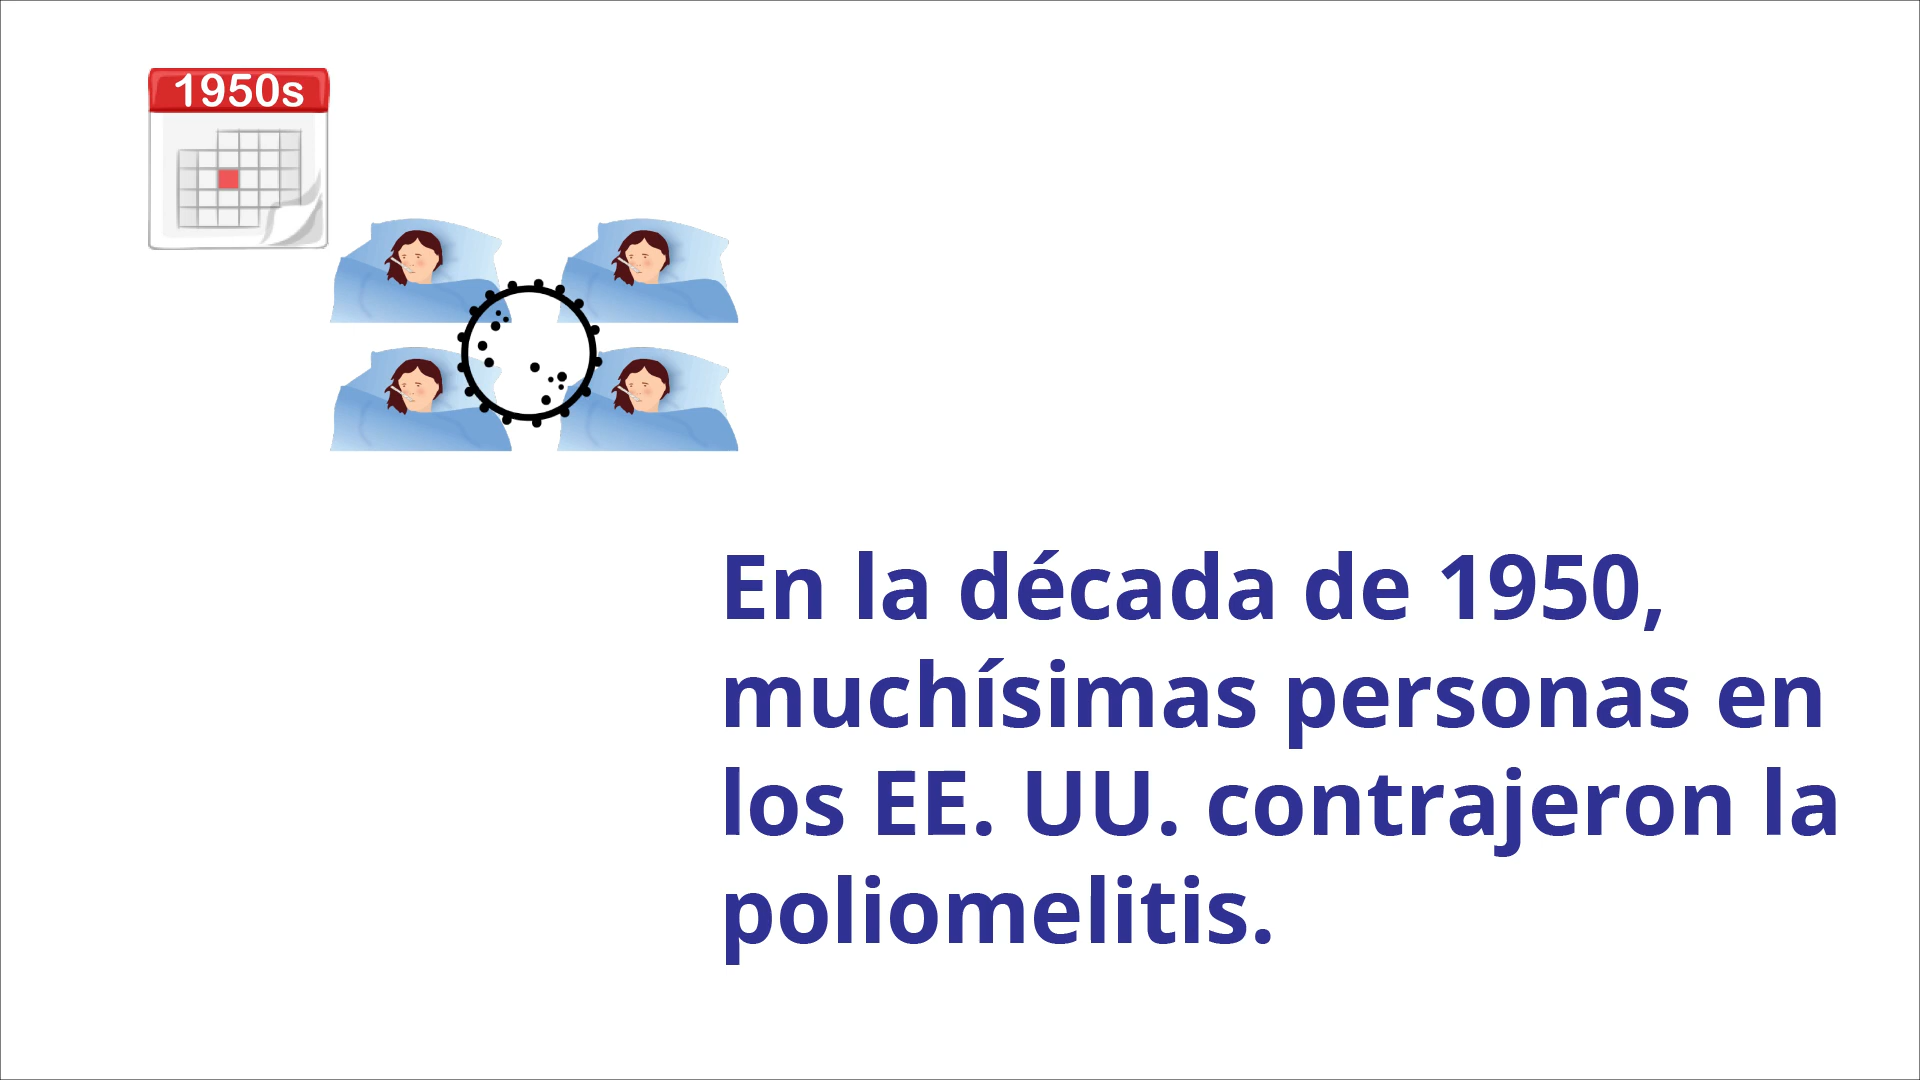 1950s
En la década de 1950,
muchísimas personas en
los EE. UU. contrajeron la
poliomelitis.